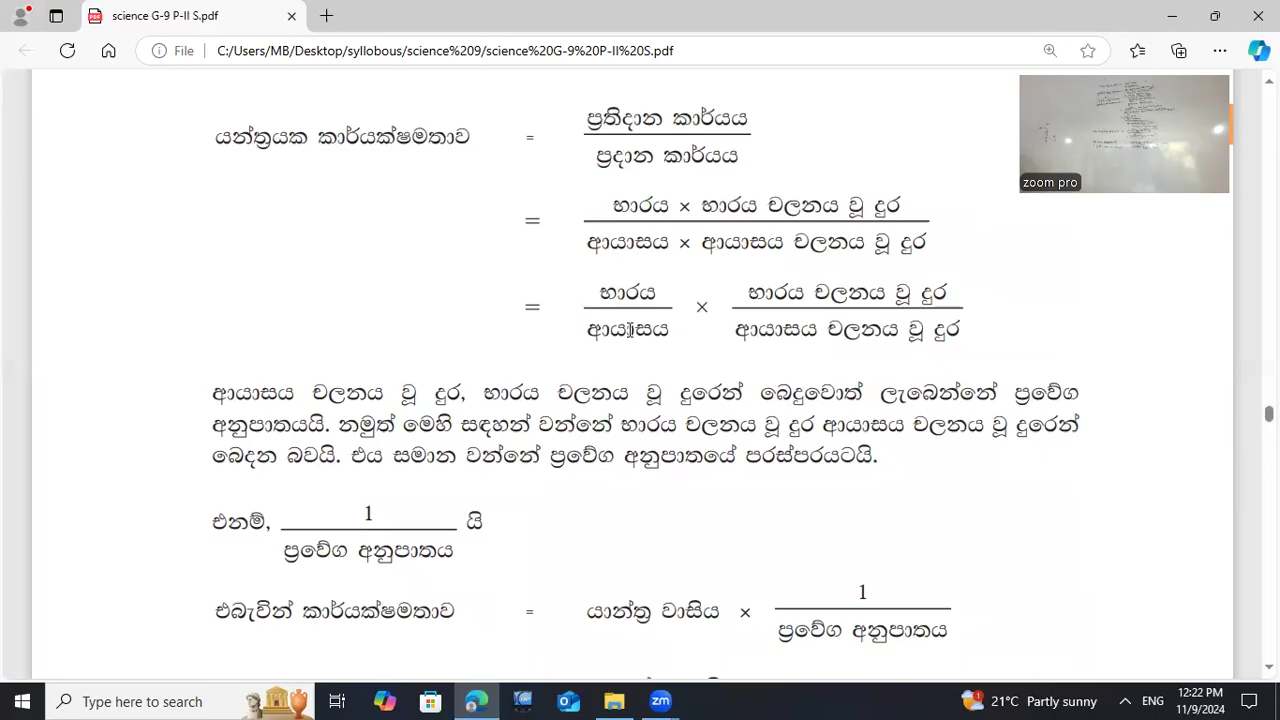 science G-9 P-II S.pdf
File C:/Users/MB/Desktop/syllobous/science%209/science%20G-9%20P-II%20S.pdf
යන්ත්‍රයක කාර්යක්ෂමතාව = ප්‍රතිදාන කාර්යය
ප්‍රදාන කාර්යය
= භාරය × භාරය චලනය වූ දුර
ආයාසය × ආයාසය චලනය වූ දුර
= භාරය × භාරය චලනය වූ දුර
ආයාසය ආයාසය චලනය වූ දුර
ආයාසය චලනය වූ දුර, භාරය චලනය වූ දුරෙන් බෙදුවොත් ලැබෙන්නේ ප්‍රවේග
අනුපාතයයි. නමුත් මෙහි සඳහන් වන්නේ භාරය චලනය වූ දුර ආයාසය චලනය වූ දුරෙන්
බෙදන බවයි. එය සමාන වන්නේ ප්‍රවේග අනුපාතයේ පරස්පරයටයි.
එනම්, 1 යි
ප්‍රවේග අනුපාතය
එබැවින් කාර්යක්ෂමතාව = යාන්ත්‍ර වාසිය × 1
ප්‍රවේග අනුපාතය
zoom pro
Type here to search
21°C Partly sunny
ENG
12:22 PM
11/9/2024